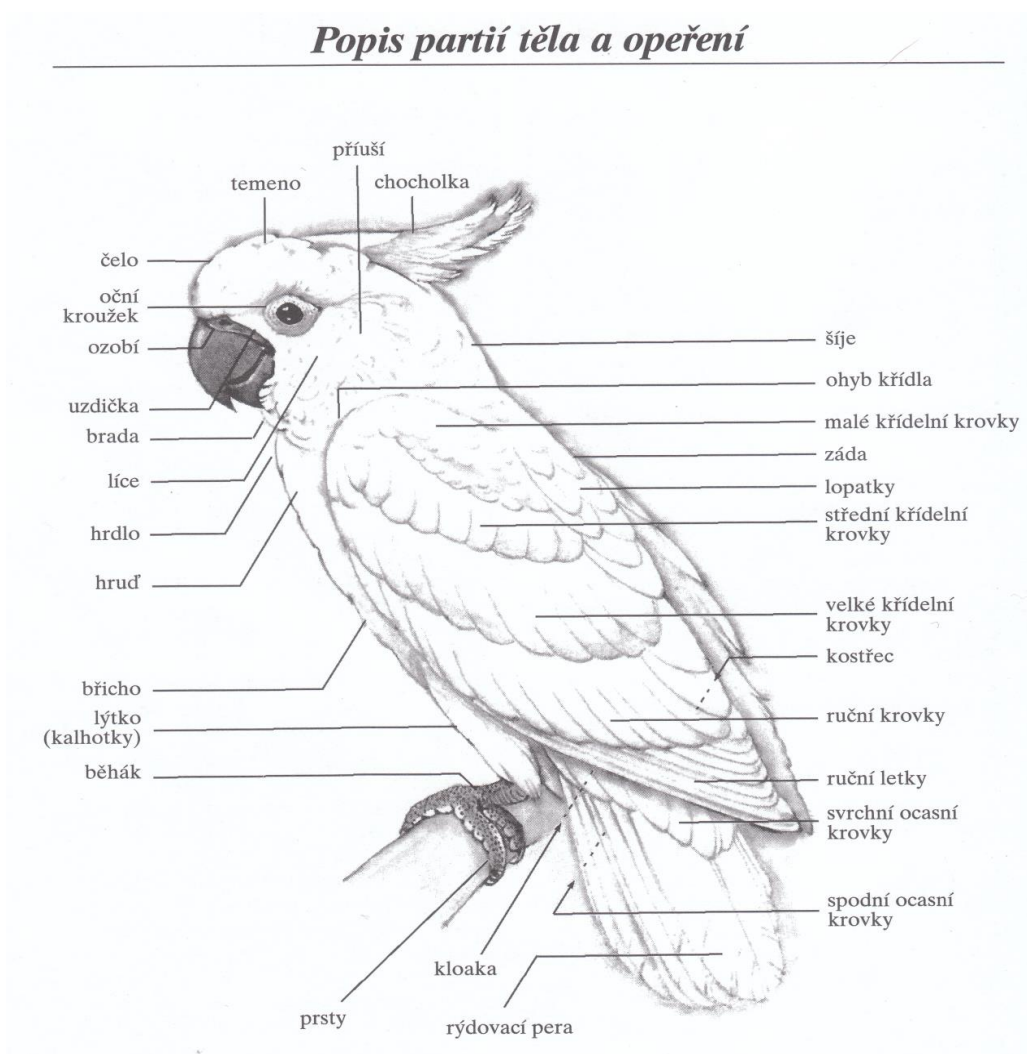 Popis partií těla a opeření
příuší
temeno
chocholka
čelo
oční
kroužek
ozobí
uzdička
brada
líce
hrdlo
hruď
břicho
lýtko
(kalhotky)
běhák
prsty
kloaka
rýdovací pera
šíje
ohyb křídla
malé křídelní krovky
záda
lopatky
střední křídelní
krovky
velké křídelní
krovky
kostřec
ruční krovky
ruční letky
svrchní ocasní
krovky
spodní ocasní
krovky